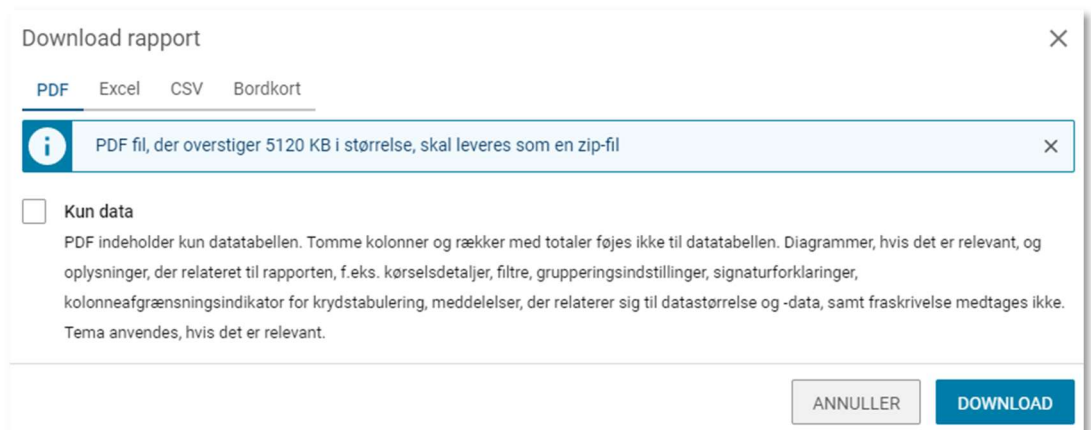 Download rapport
PDF Excel CSV Bordkort
PDF fil, der overstiger 5120 KB i størrelse, skal leveres som en zip-fil
Kun data
PDF indeholder kun datatabellen. Tomme kolonner og rækker med totaler føjes ikke til datatabellen. Diagrammer, hvis det er relevant, og
oplysninger, der relateret til rapporten, f.eks. kørselsdetaljer, filtre, grupperingsindstillinger, signaturforklaringer,
kolonneafgrænsningsindikator for krydstabulering, meddelelser, der relaterer sig til datastørrelse og -data, samt fraskrivelse medtages ikke.
Tema anvendes, hvis det er relevant.
ANNULLER DOWNLOAD